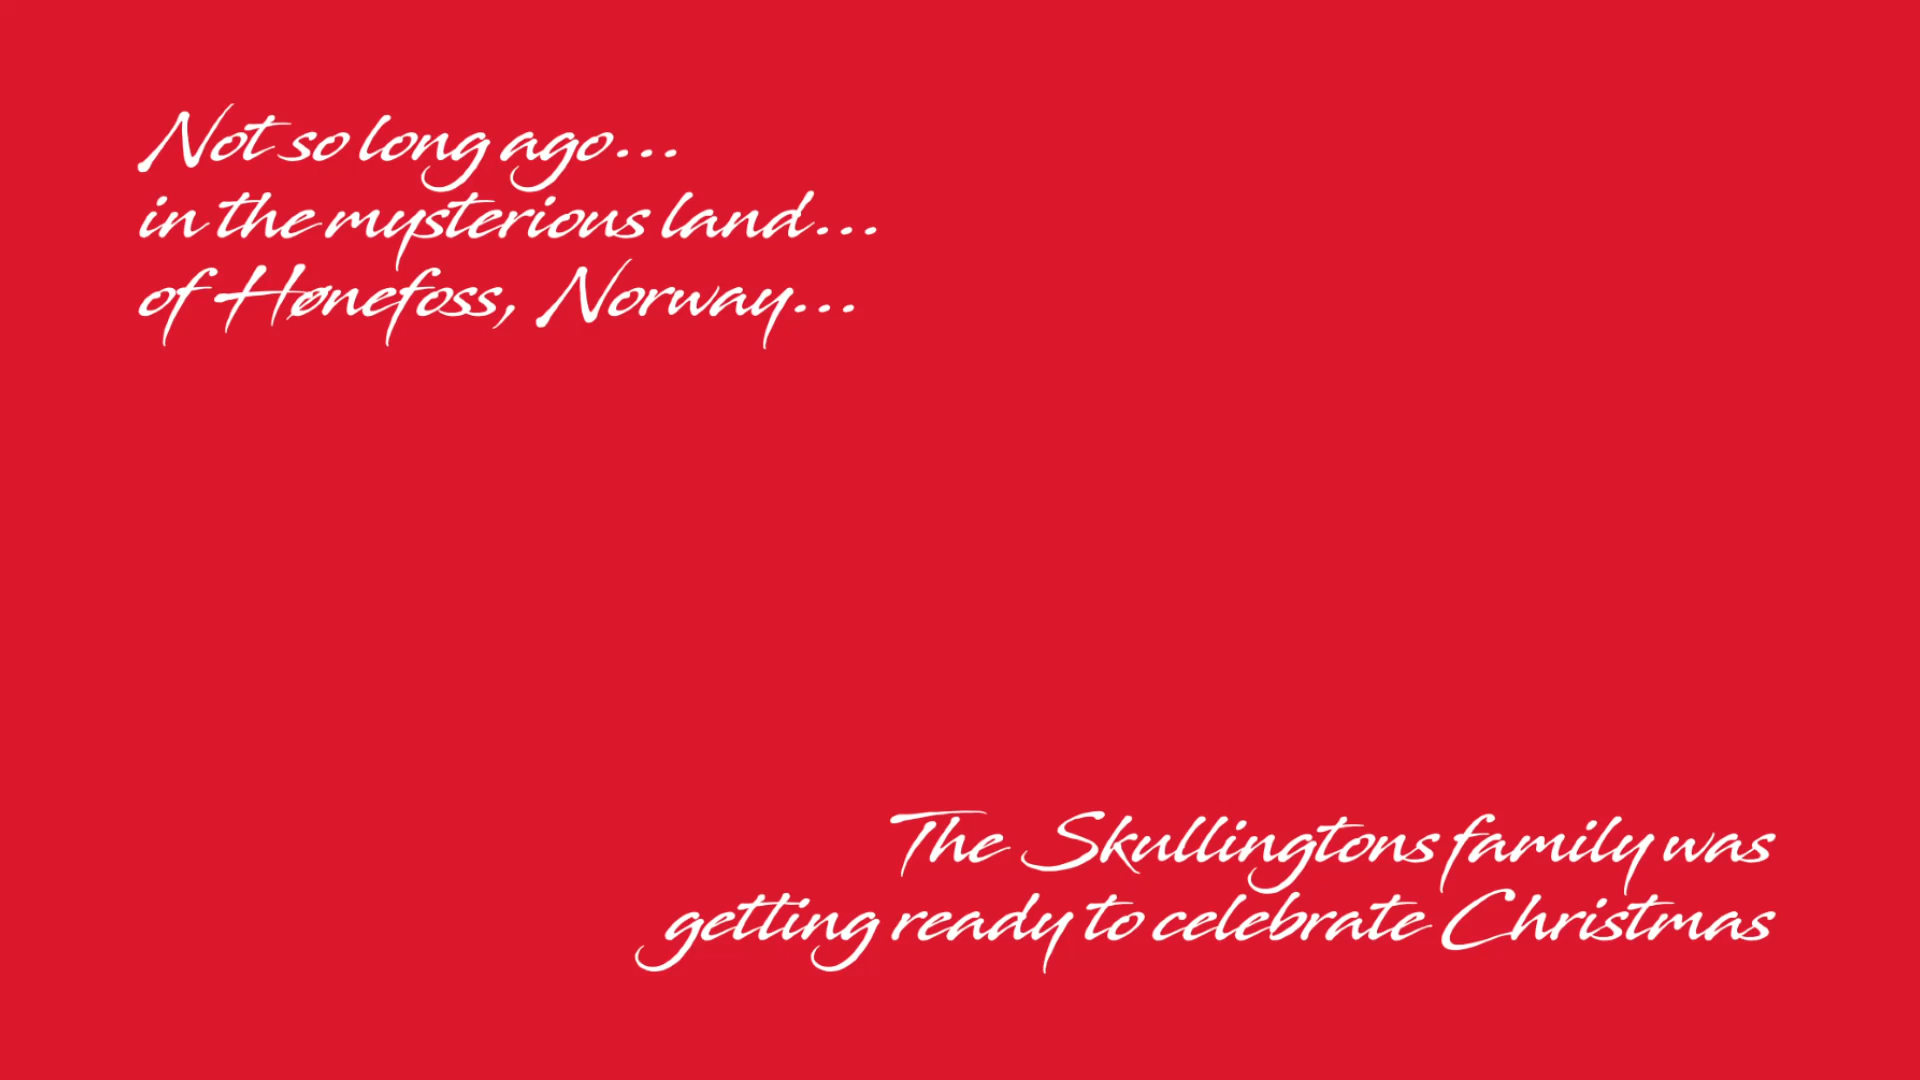 Not so long ago...
in the mysterious land...
of Hønefoss, Norway...
The Skullingtons family was
getting ready to celebrate Christmas